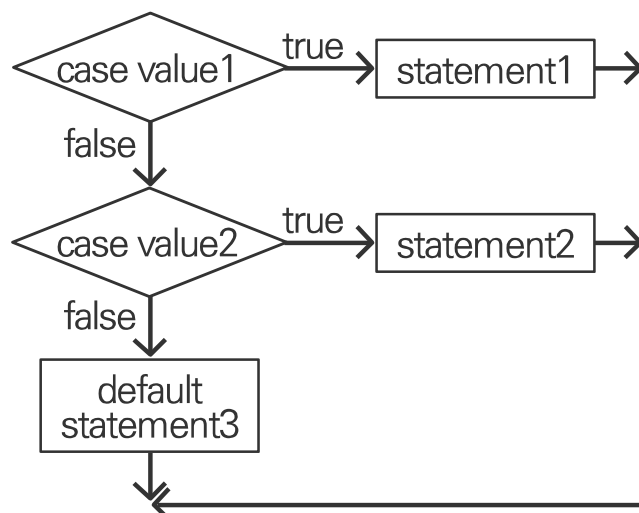 true
case value1
statement1
false
true
case value2
statement2
false
default
statement3